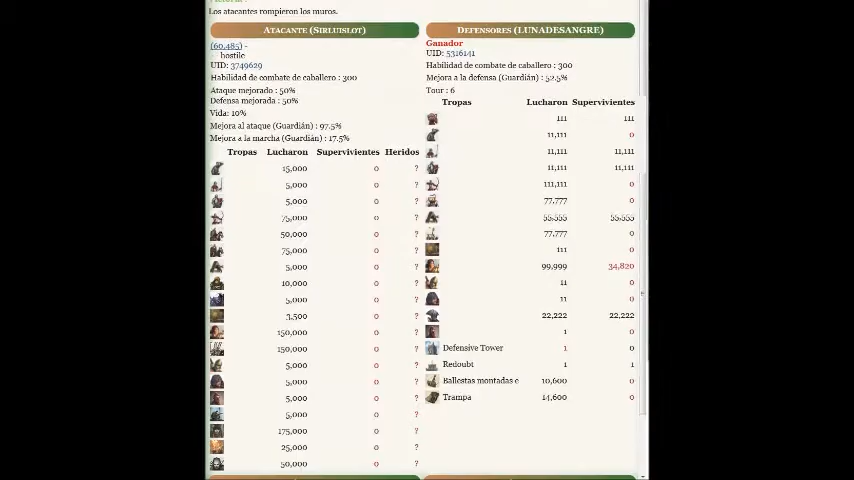 Los atacantes rompieron los muros.
Atacante (Sirluislot)
(60,485) -
hostile
UID: 3749629
Habilidad de combate de caballero : 300
Ataque mejorado : 50%
Defensa mejorada : 50%
Vida: 10%
Mejora al ataque (Guardián) : 97.5%
Mejora a la marcha (Guardián) : 17.5%
Tropas Lucharon Supervivientes Heridos
15,000 0 ?
5,000 0 ?
5,000 0 ?
75,000 0 ?
50,000 0 ?
75,000 0 ?
5,000 0 ?
10,000 0 ?
5,000 0 ?
3,500 0 ?
150,000 0 ?
150,000 0 ?
5,000 0 ?
5,000 0 ?
5,000 0 ?
5,000 0 ?
175,000 0 ?
25,000 0 ?
50,000 0 ?
Defensores (LUNADESANGRE)
Ganador
UID: 5316141
Habilidad de combate de caballero : 300
Mejora a la defensa (Guardián) : 52.5%
Tour : 6
Tropas Lucharon Supervivientes
111 111
11,111 0
11,111 11,111
11,111 11,111
111,111 0
77,777 0
55,555 55,555
77,777 0
111 0
99,999 34,820
11 0
11 0
22,222 22,222
1 0
Defensive Tower 1 0
Redoubt 1 1
Ballestas montadas e 10,600 0
Trampa 14,600 0